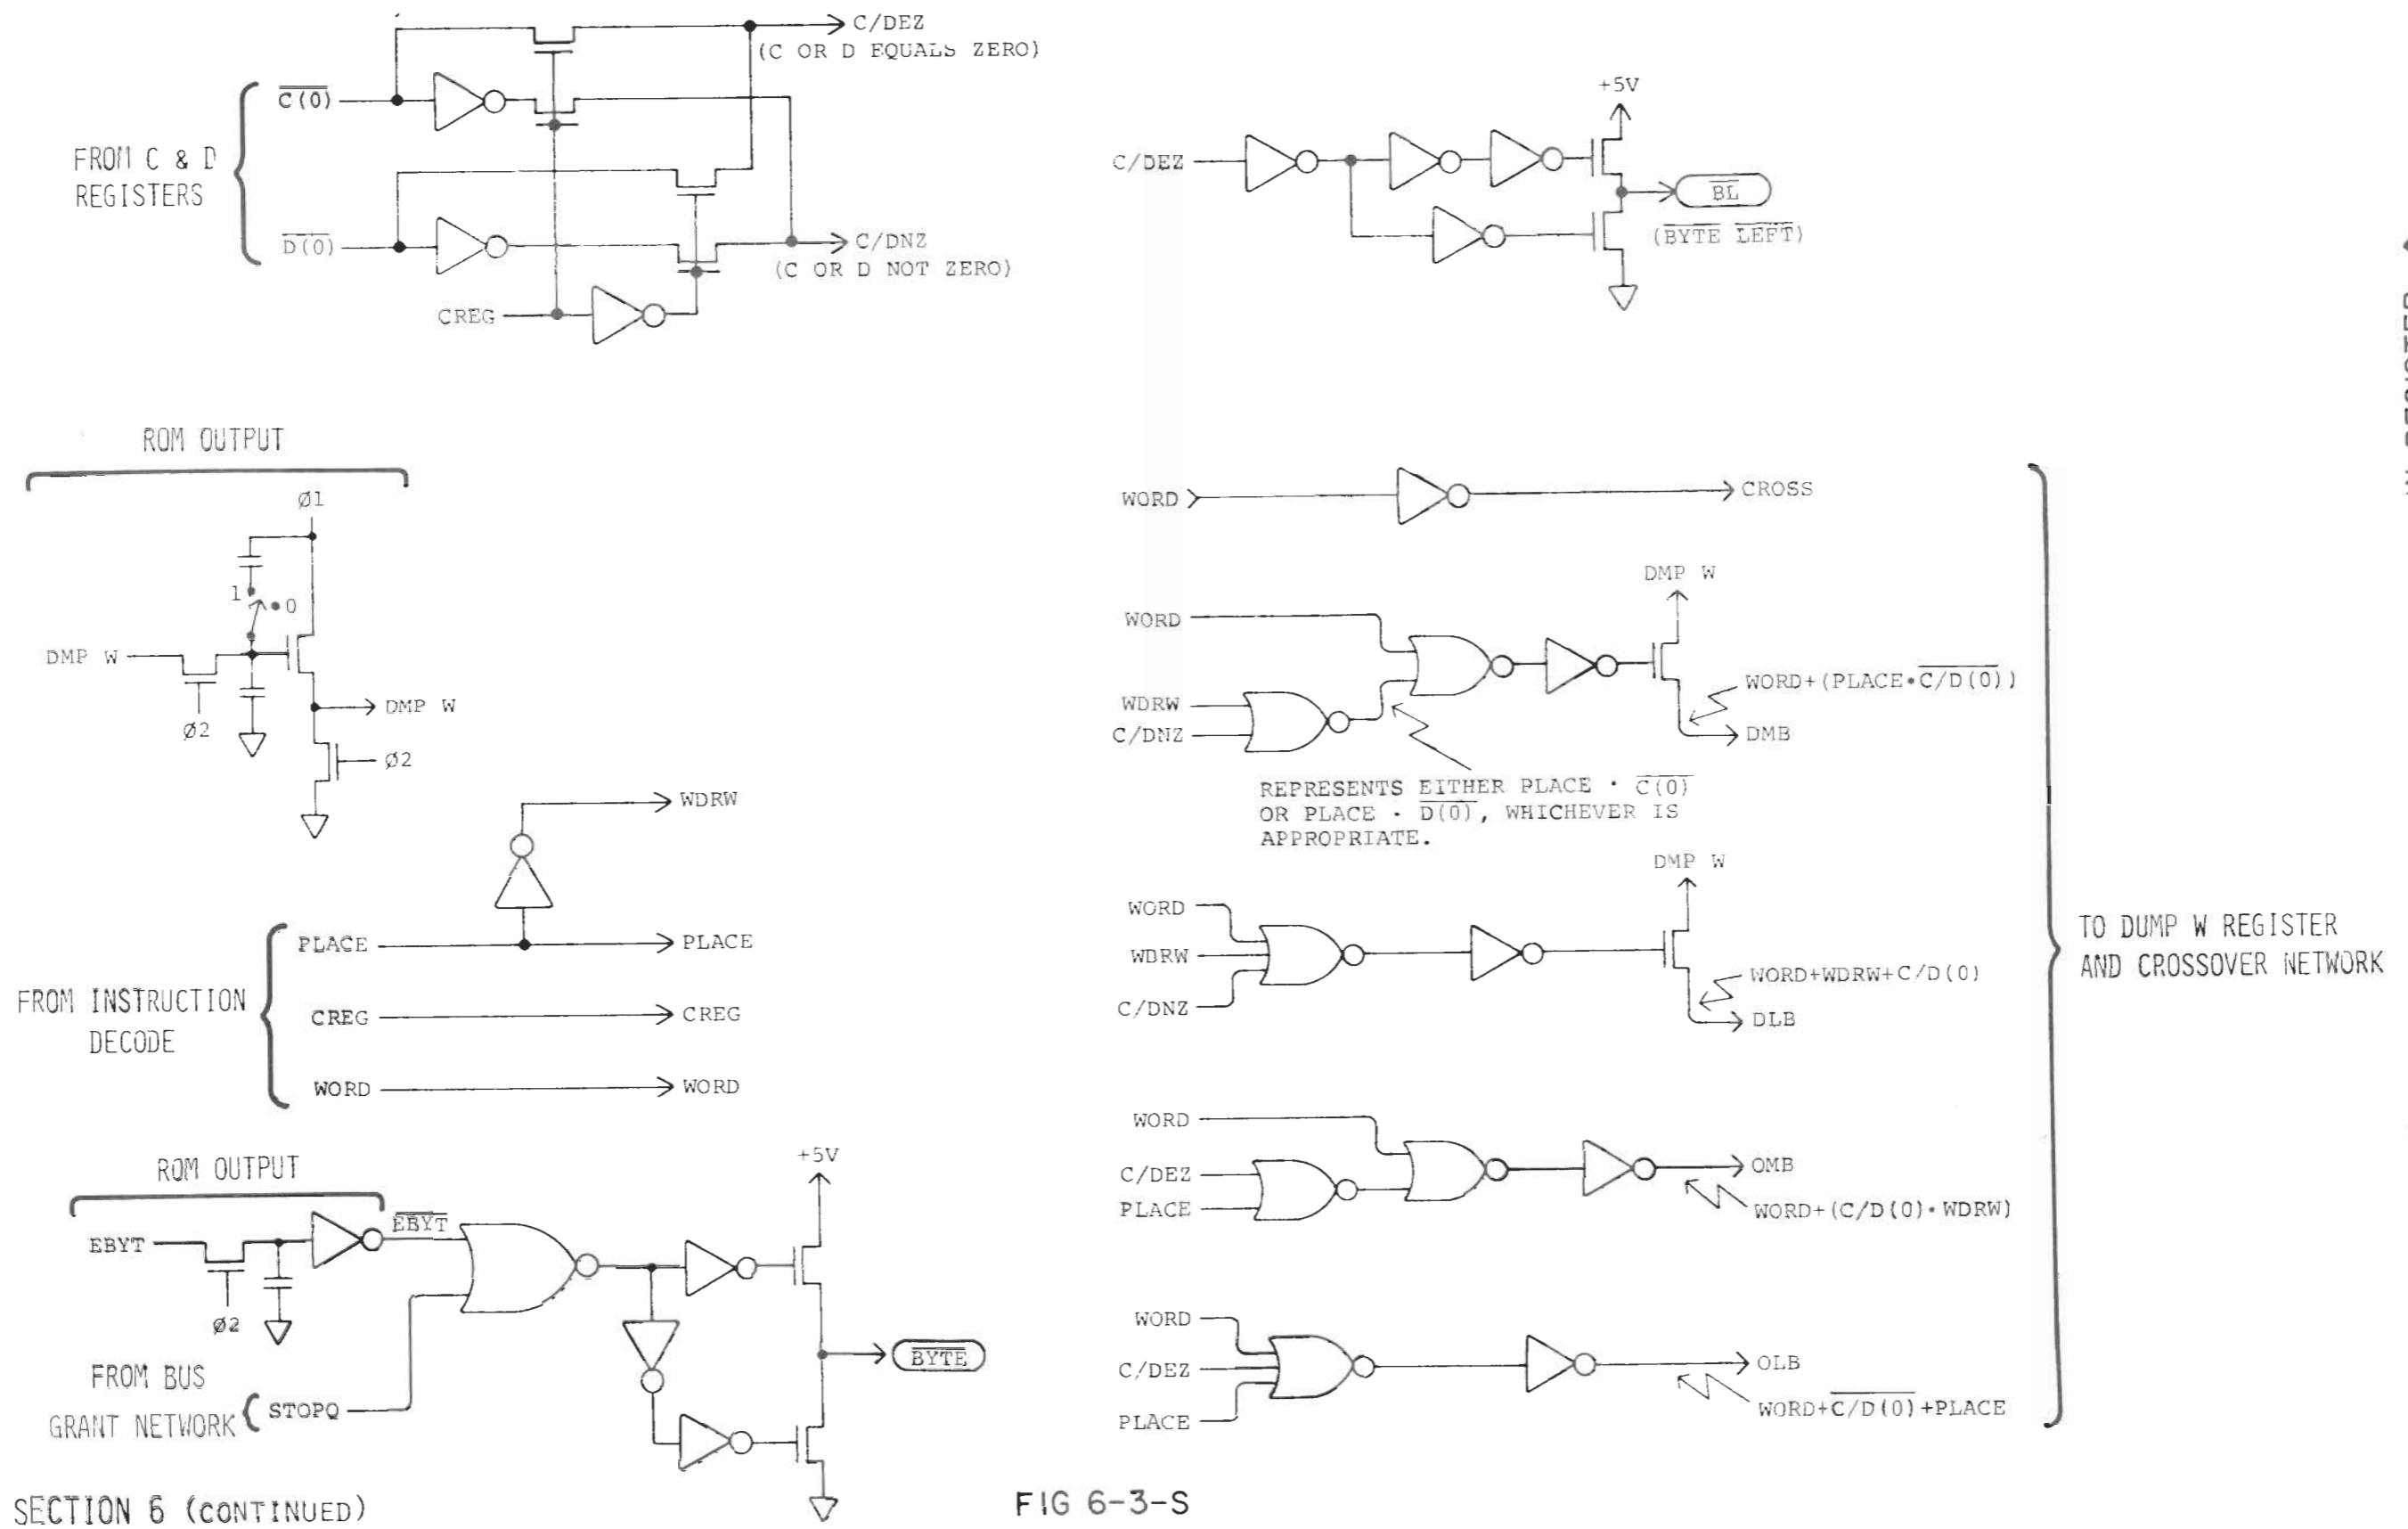 C/DEZ
(C OR D EQUALS ZERO)
C(0)
FROM C & D
REGISTERS
D(0)
C/DNZ
(C OR D NOT ZERO)
CREG
+5V
C/DEZ
BL
(BYTE LEFT)
ROM OUTPUT
Ø1
1
0
DMP W
Ø2
DMP W
Ø2
WDRW
PLACE
PLACE
FROM INSTRUCTION
DECODE
CREG
CREG
WORD
WORD
ROM OUTPUT
EBYT
EBYT
Ø2
FROM BUS
GRANT NETWORK
STOPQ
+5V
BYTE
WORD
CROSS
WORD
WDRW
C/DNZ
DMP W
WORD+(PLACE•C/D(0))
DMB
REPRESENTS EITHER PLACE • C(0)
OR PLACE • D(0), WHICHEVER IS
APPROPRIATE.
WORD
WDRW
C/DNZ
DMP W
WORD+WDRW+C/D(0)
DLB
WORD
C/DEZ
PLACE
OMB
WORD+(C/D(0)•WDRW)
WORD
C/DEZ
PLACE
OLB
WORD+C/D(0)+PLACE
TO DUMP W REGISTER
AND CROSSOVER NETWORK
SECTION 6 (CONTINUED)
FIG 6-3-S